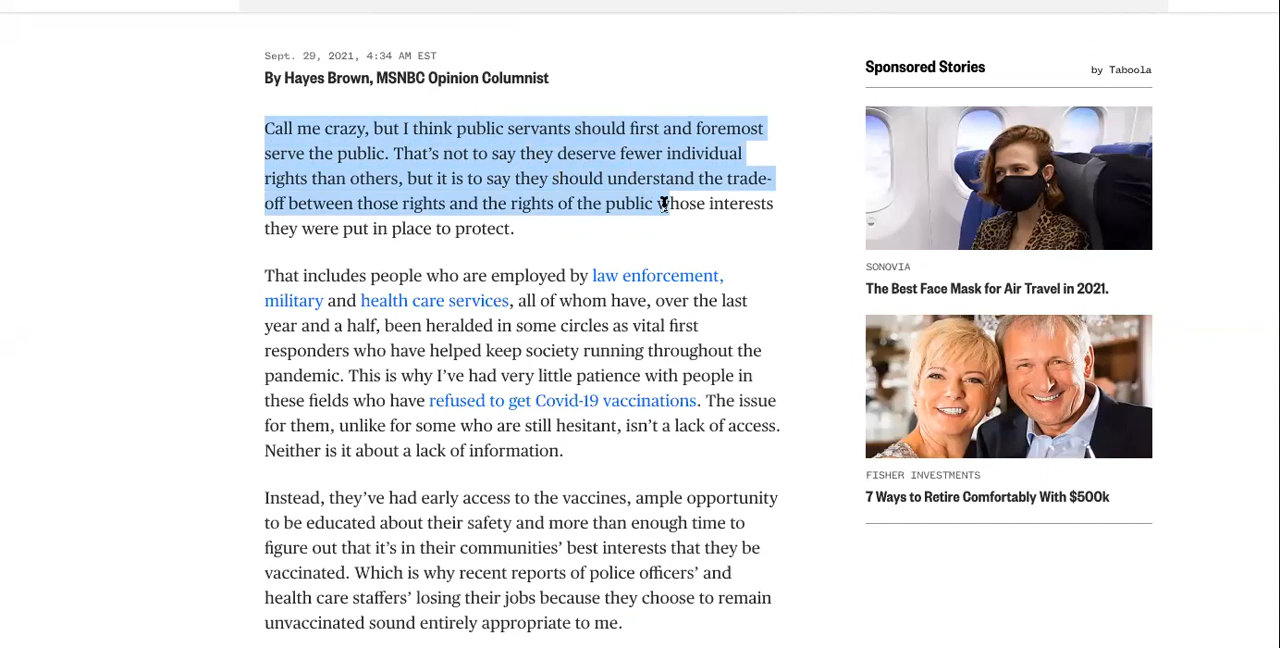 Sept. 29, 2021, 4:34 AM EST
By Hayes Brown, MSNBC Opinion Columnist
Call me crazy, but I think public servants should first and foremost
serve the public. That’s not to say they deserve fewer individual
rights than others, but it is to say they should understand the trade-
off between those rights and the rights of the public whose interests
they were put in place to protect.
That includes people who are employed by law enforcement,
military and health care services, all of whom have, over the last
year and a half, been heralded in some circles as vital first
responders who have helped keep society running throughout the
pandemic. This is why I’ve had very little patience with people in
these fields who have refused to get Covid-19 vaccinations. The issue
for them, unlike for some who are still hesitant, isn’t a lack of access.
Neither is it about a lack of information.
Instead, they’ve had early access to the vaccines, ample opportunity
to be educated about their safety and more than enough time to
figure out that it’s in their communities’ best interests that they be
vaccinated. Which is why recent reports of police officers’ and
health care staffers’ losing their jobs because they choose to remain
unvaccinated sound entirely appropriate to me.
Sponsored Stories
by Taboola
SONOVIA
The Best Face Mask for Air Travel in 2021.
FISHER INVESTMENTS
7 Ways to Retire Comfortably With $500k